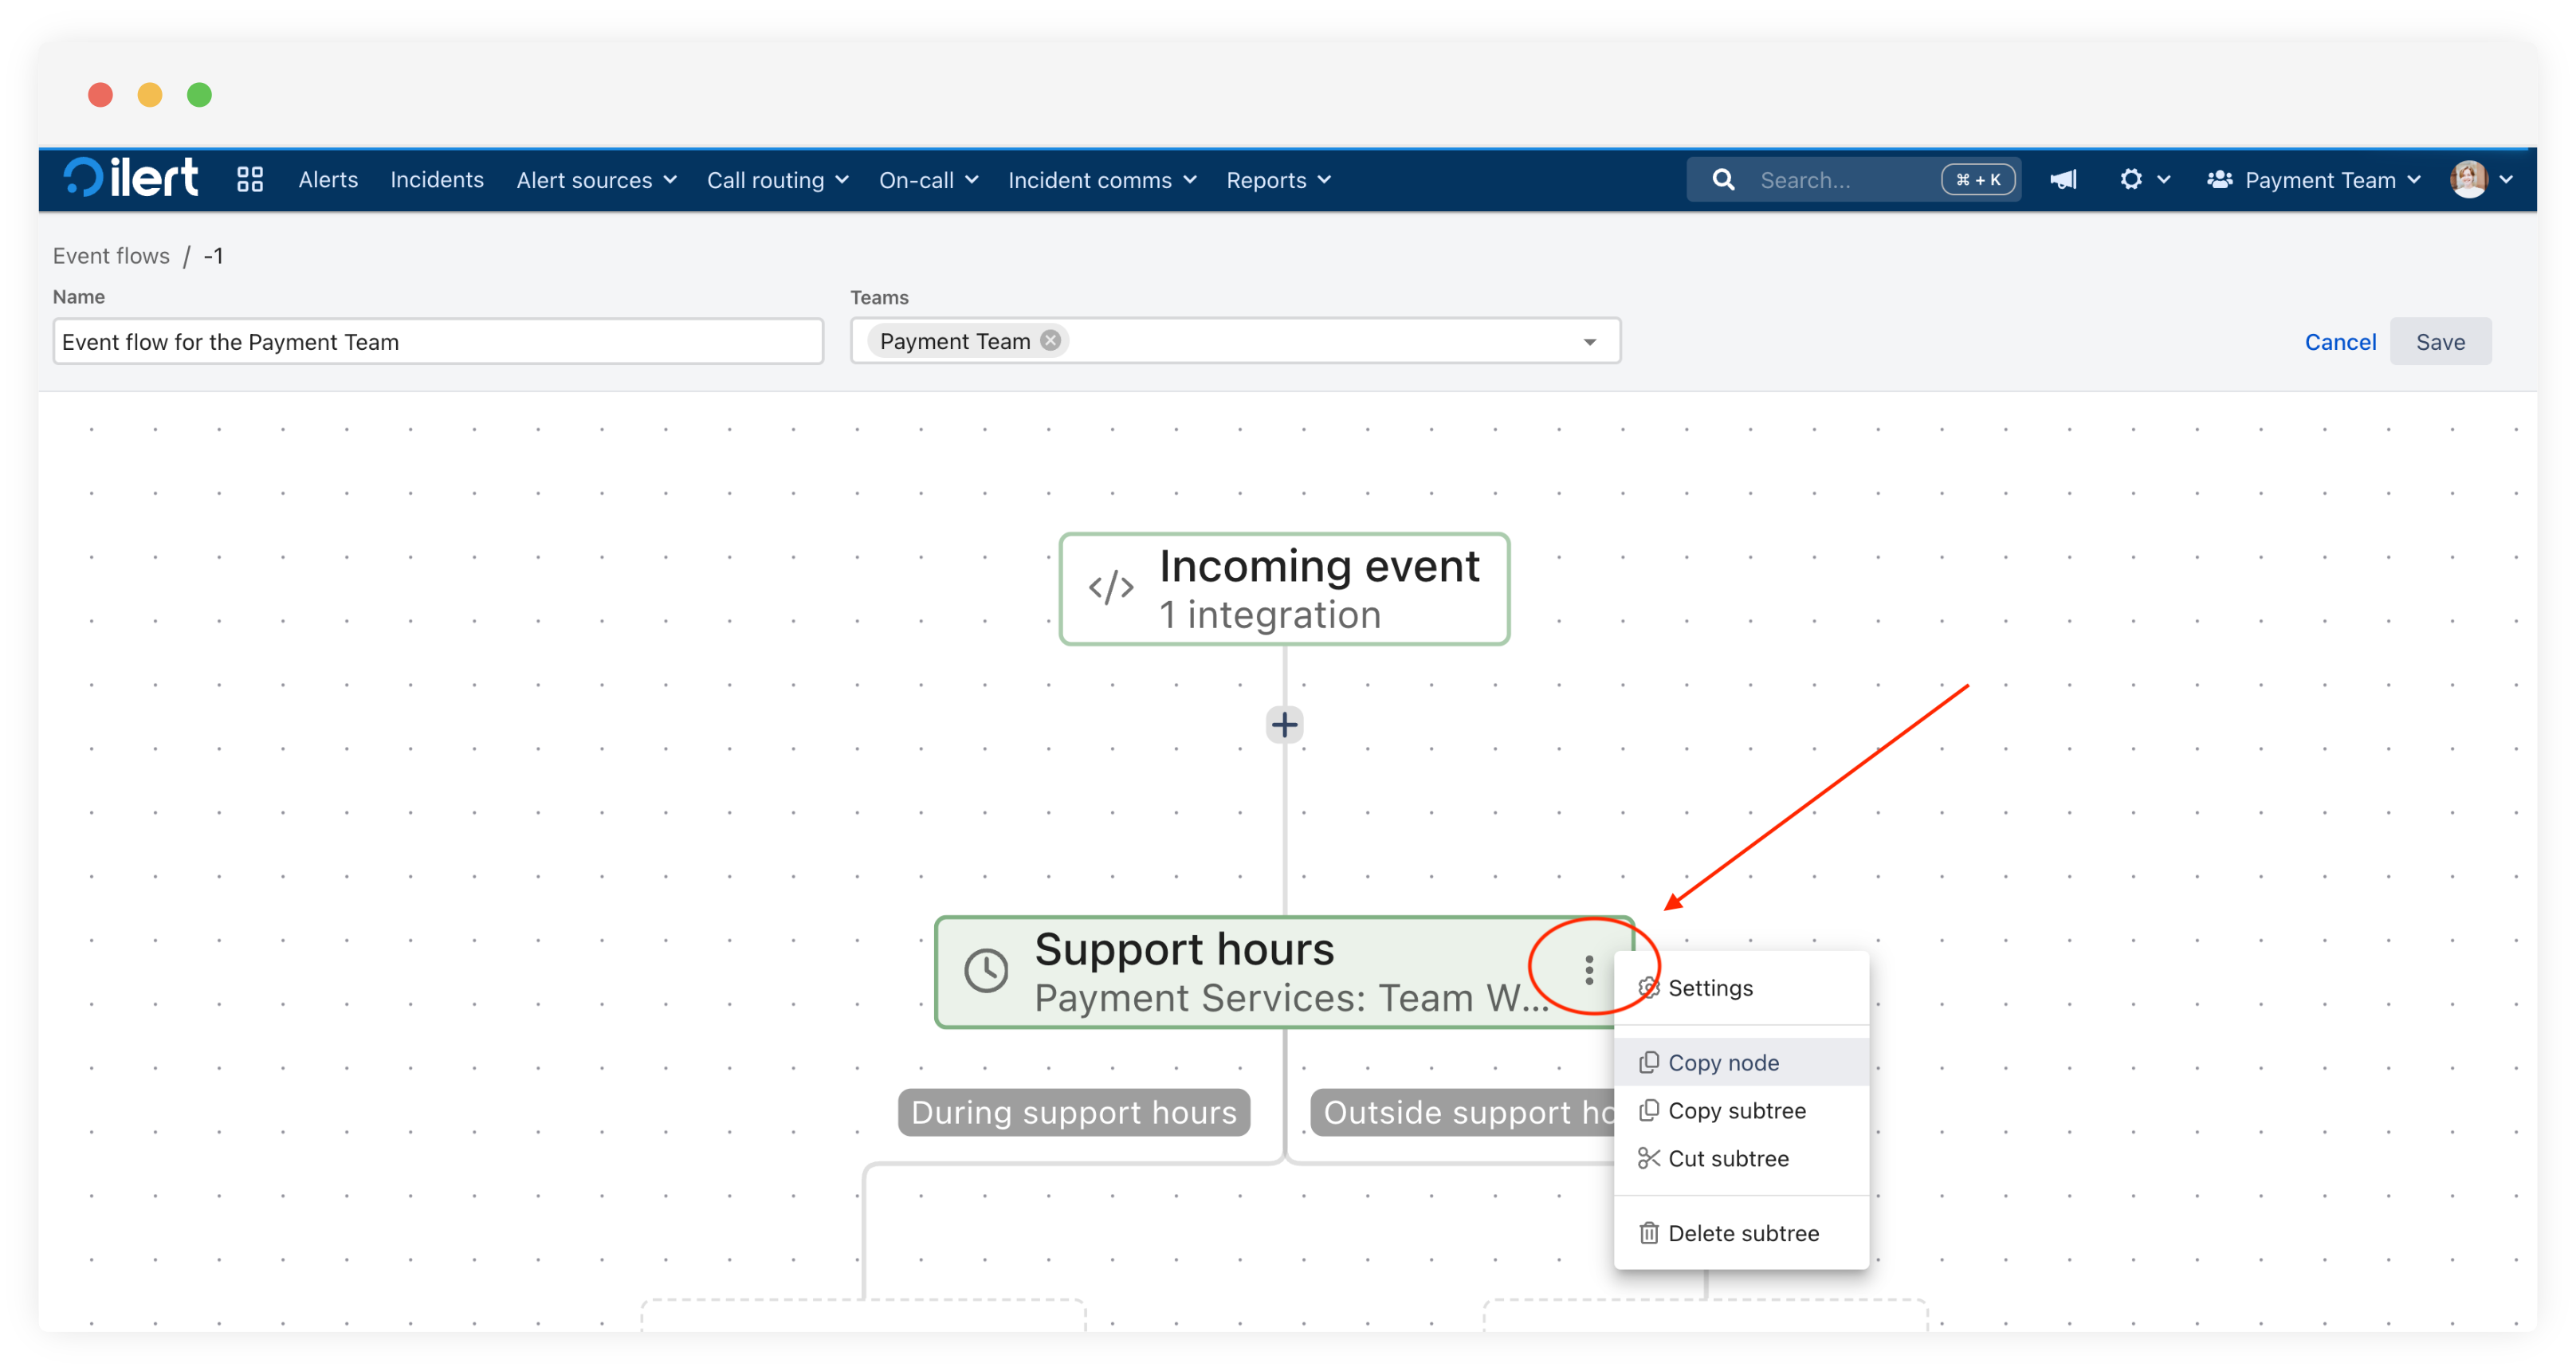 ilert Alerts Incidents Alert sources Call routing On-call Incident comms Reports Search... ⌘ + K Payment Team
Event flows / -1
Name Teams
Event flow for the Payment Team Payment Team Cancel Save
Incoming event
1 integration
Support hours
Payment Services: Team W...
Settings
Copy node
During support hours Outside support ho
Copy subtree
Cut subtree
Delete subtree